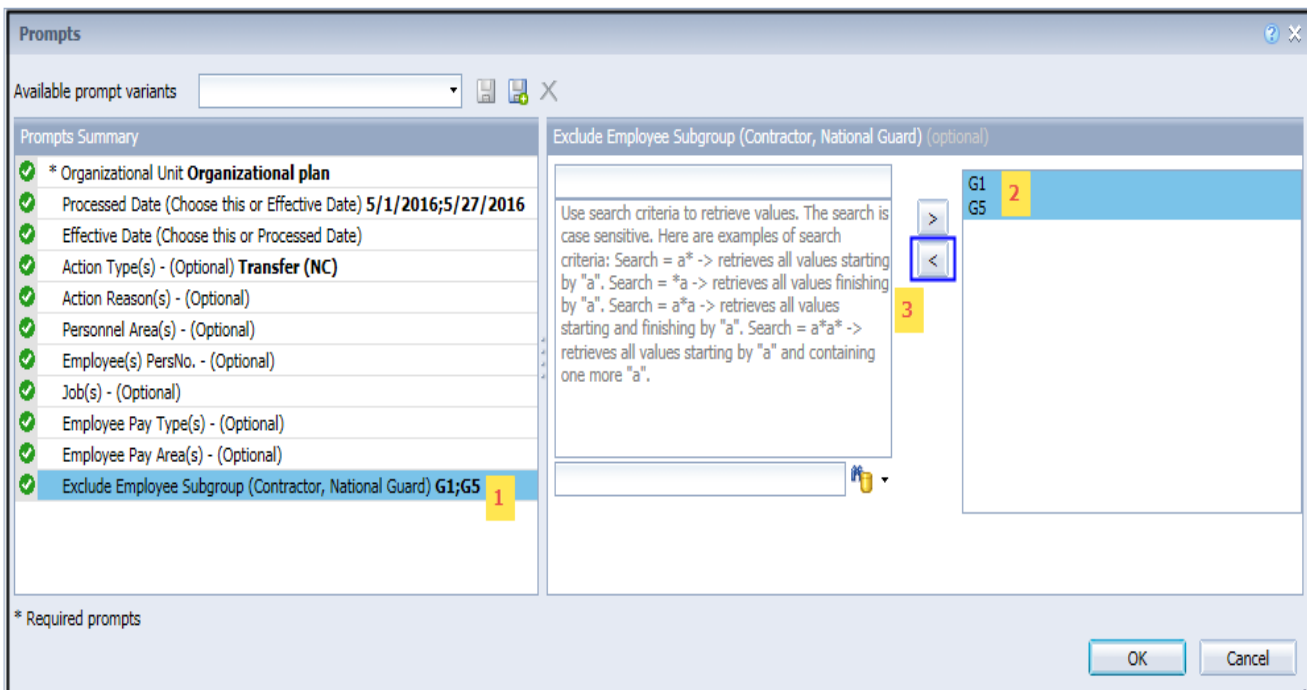 Prompts
Available prompt variants
Prompts Summary
* Organizational Unit Organizational plan
Processed Date (Choose this or Effective Date) 5/1/2016;5/27/2016
Effective Date (Choose this or Processed Date)
Action Type(s) - (Optional) Transfer (NC)
Action Reason(s) - (Optional)
Personnel Area(s) - (Optional)
Employee(s) PersNo. - (Optional)
Job(s) - (Optional)
Employee Pay Type(s) - (Optional)
Employee Pay Area(s) - (Optional)
Exclude Employee Subgroup (Contractor, National Guard) G1;G5
1
Exclude Employee Subgroup (Contractor, National Guard) (optional)
Use search criteria to retrieve values. The search is
case sensitive. Here are examples of search
criteria: Search = a* -> retrieves all values starting
by "a". Search = *a -> retrieves all values finishing
by "a". Search = a*a -> retrieves all values
starting and finishing by "a". Search = a*a* ->
retrieves all values starting by "a" and containing
one more "a".
>
<
3
G1
G5
2
* Required prompts
OK
Cancel